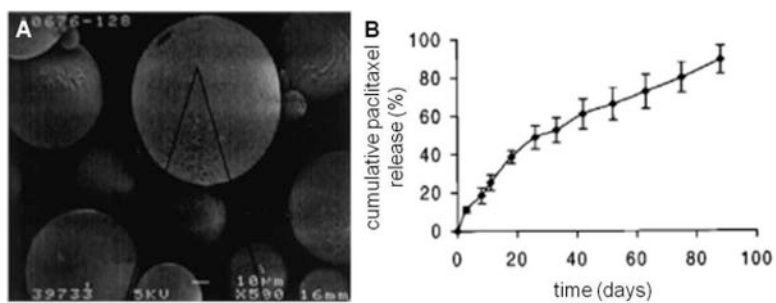 A
0676-128
39733 5KV 10µm X590 16mm
B
cumulative paclitaxel
release (%)
100
80
60
40
20
0
0 20 40 60 80 100
time (days)